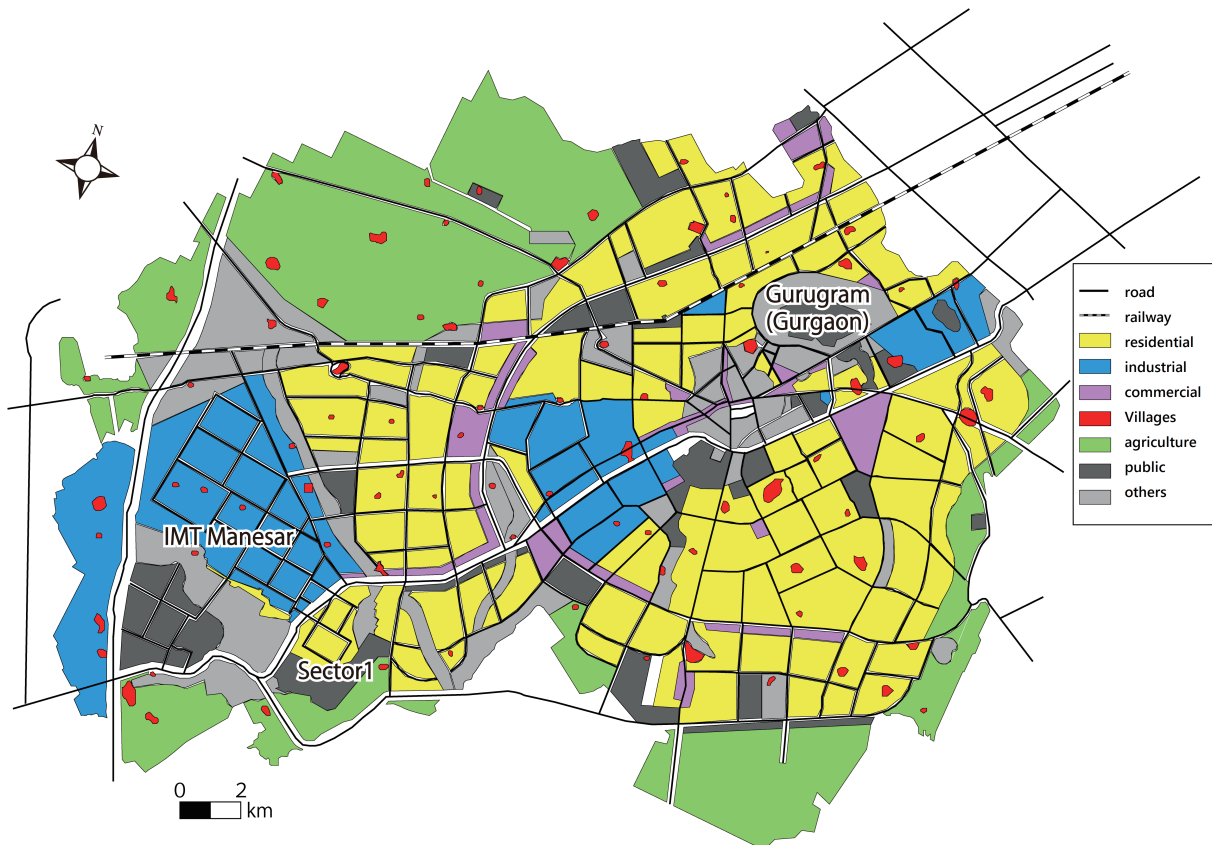 N
Gurugram
(Gurgaon)
IMT Manesar
Sector1
0 2
km
road
railway
residential
industrial
commercial
Villages
agriculture
public
others